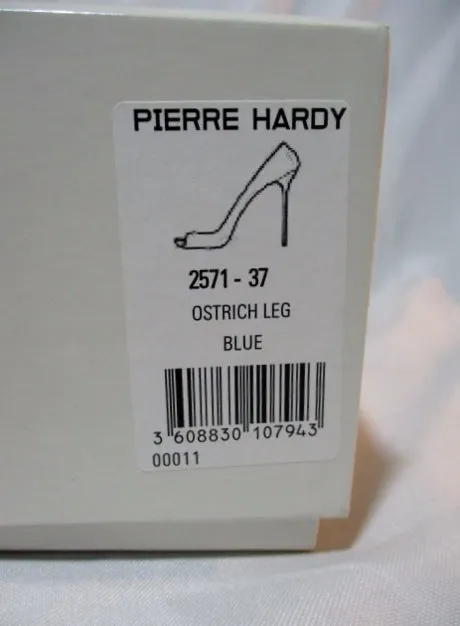 PIERRE HARDY
2571 - 37
OSTRICH LEG
BLUE
3 608830 107943
00011